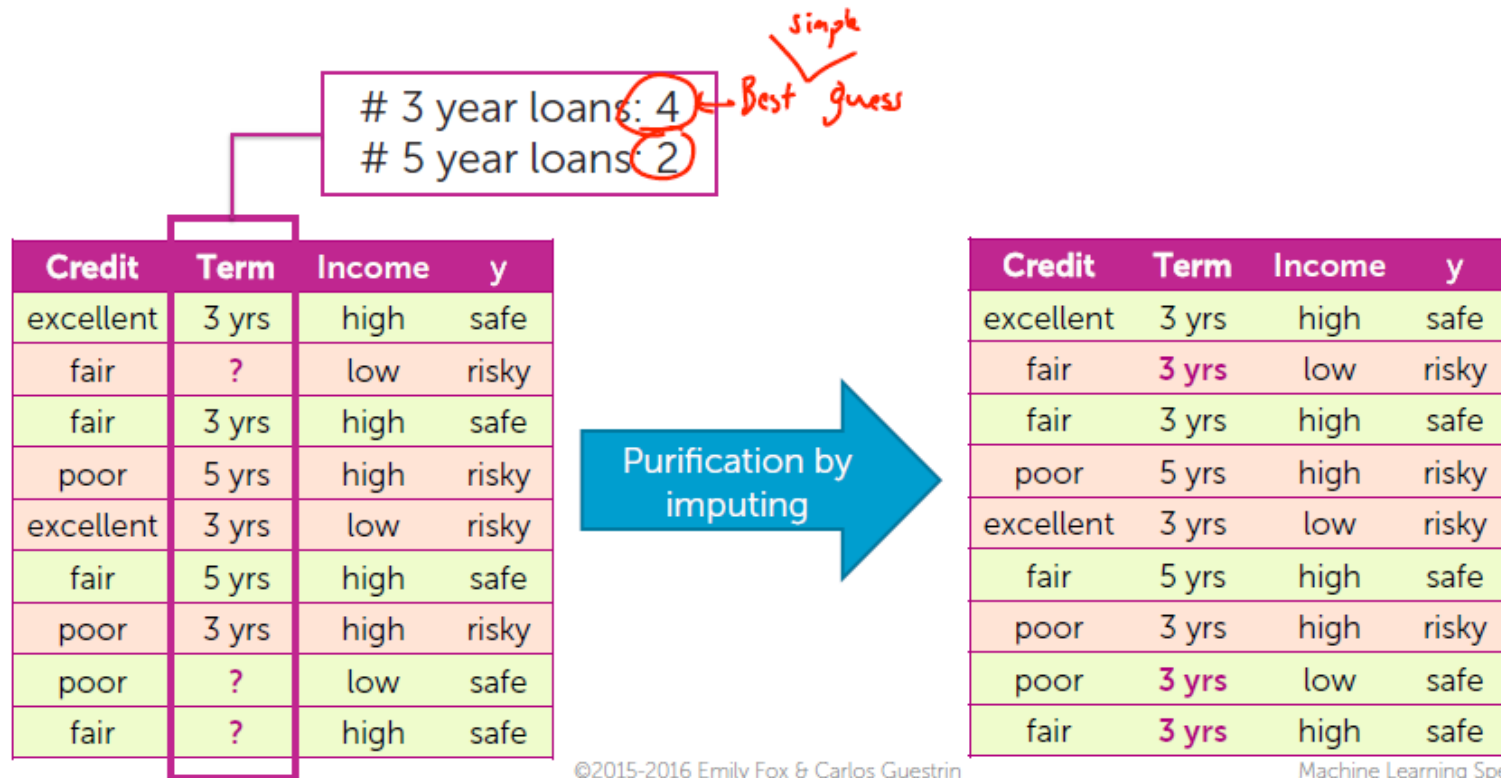 simple
# 3 year loans: 4 Best guess
# 5 year loans: 2
Credit Term Income y
excellent 3 yrs high safe
fair ? low risky
fair 3 yrs high safe
poor 5 yrs high risky
excellent 3 yrs low risky
fair 5 yrs high safe
poor 3 yrs high risky
poor ? low safe
fair ? high safe
Purification by
imputing
Credit Term Income y
excellent 3 yrs high safe
fair 3 yrs low risky
fair 3 yrs high safe
poor 5 yrs high risky
excellent 3 yrs low risky
fair 5 yrs high safe
poor 3 yrs high risky
poor 3 yrs low safe
fair 3 yrs high safe
©2015-2016 Emily Fox & Carlos Guestrin
Machine Learning Spe